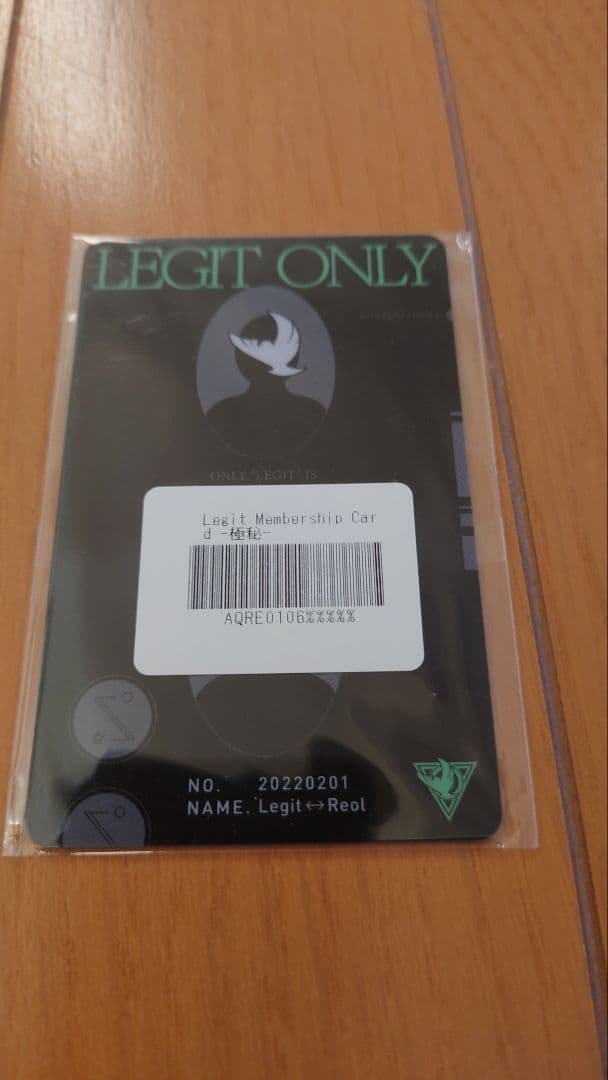 LEGIT ONLY
ONLY "LEGIT" IS
Legit Membership Car
d -極秘-
AQRE0106%%%%%
NO. 20220201
NAME. Legit↔Reol